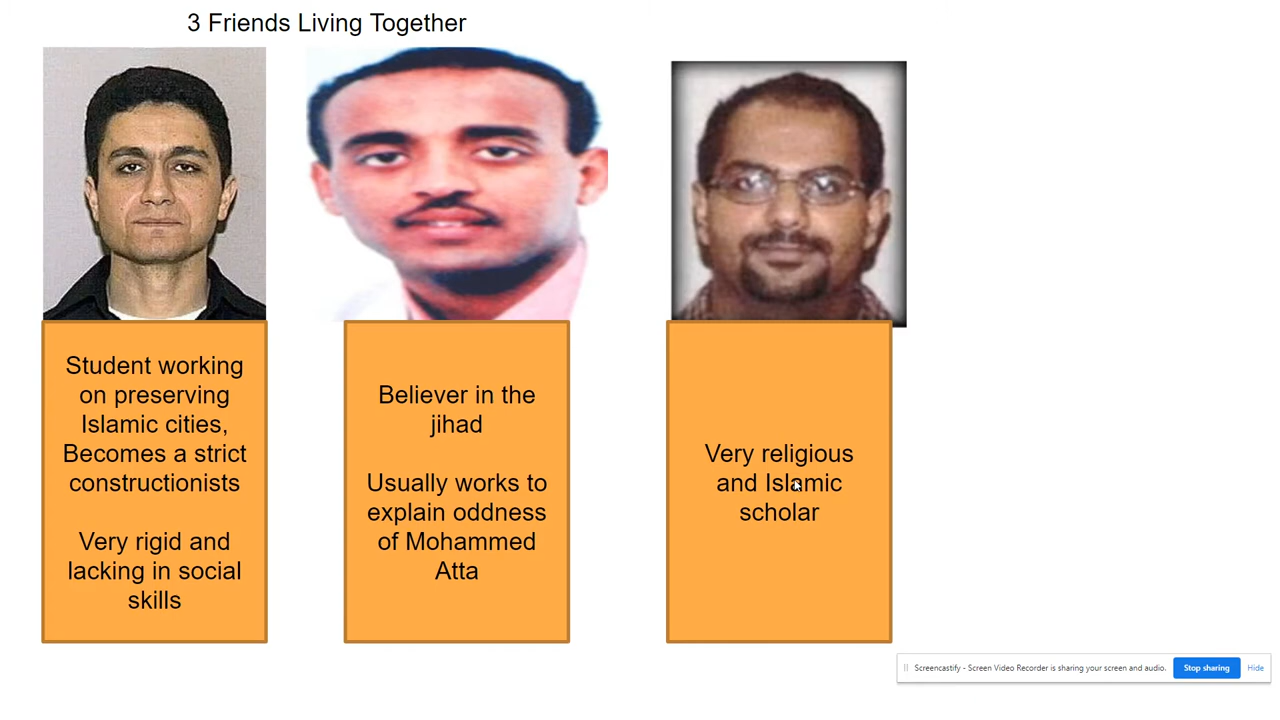 3 Friends Living Together
Student working
on preserving
Islamic cities,
Becomes a strict
constructionists
Very rigid and
lacking in social
skills
Believer in the
jihad
Usually works to
explain oddness
of Mohammed
Atta
Very religious
and Islamic
scholar
Screencastify - Screen Video Recorder is sharing your screen and audio.
Stop sharing
Hide